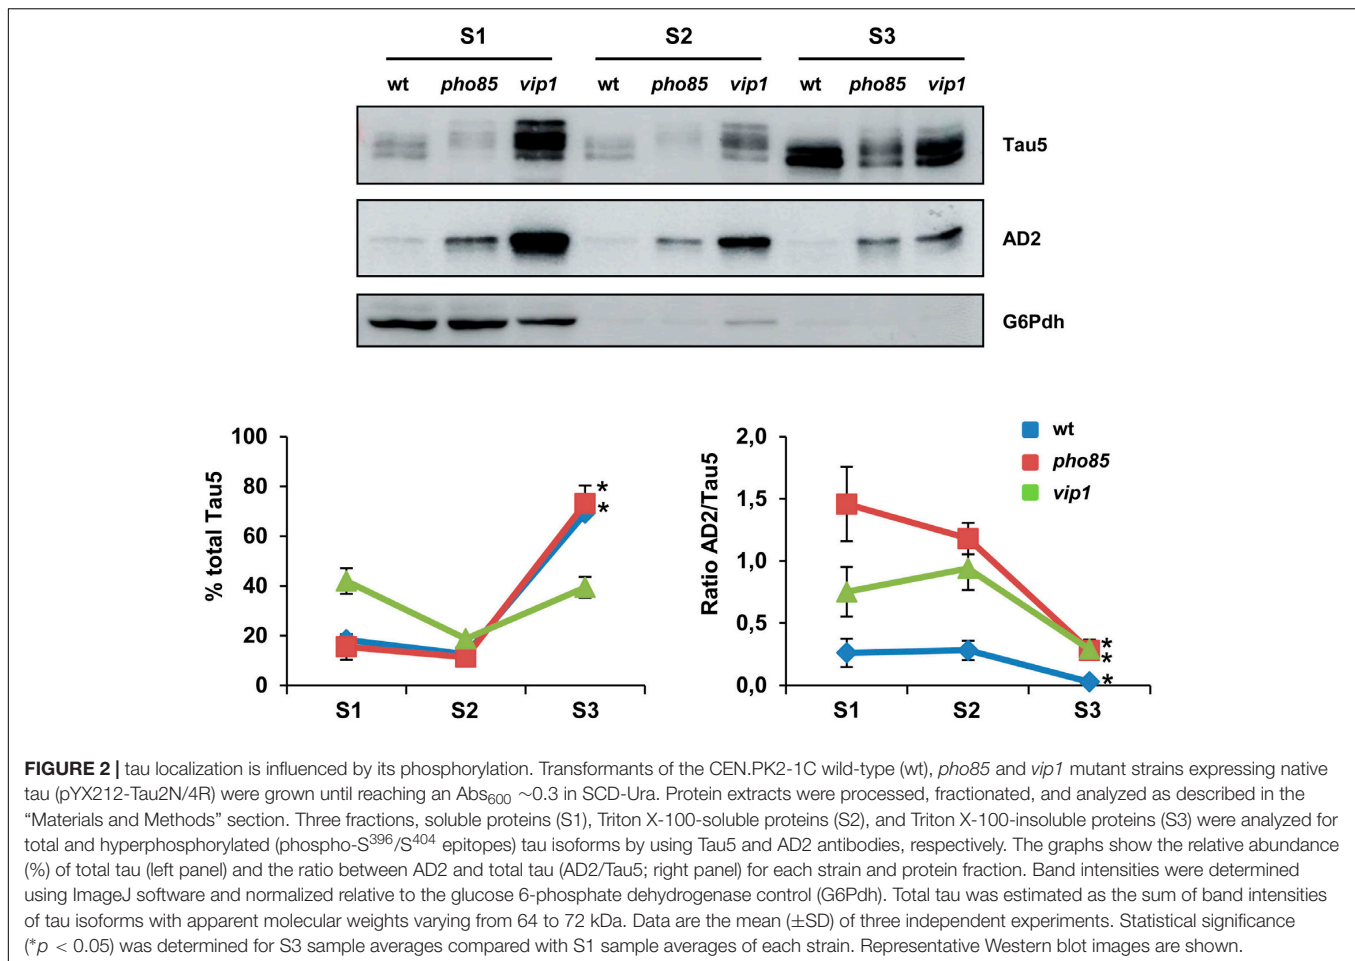 S1 S2 S3
wt pho85 vip1 wt pho85 vip1 wt pho85 vip1
Tau5
AD2
G6Pdh
% total Tau5
100
80
60
40
20
0
S1 S2 S3
*
*
Ratio AD2/Tau5
2,0
1,5
1,0
0,5
0,0
S1 S2 S3
*
*
*
wt
pho85
vip1
FIGURE 2 | tau localization is influenced by its phosphorylation. Transformants of the CEN.PK2-1C wild-type (wt), pho85 and vip1 mutant strains expressing native
tau (pYX212-Tau2N/4R) were grown until reaching an Abs₆₀₀ ∼0.3 in SCD-Ura. Protein extracts were processed, fractionated, and analyzed as described in the
“Materials and Methods” section. Three fractions, soluble proteins (S1), Triton X-100-soluble proteins (S2), and Triton X-100-insoluble proteins (S3) were analyzed for
total and hyperphosphorylated (phospho-S³⁹⁶/S⁴⁰⁴ epitopes) tau isoforms by using Tau5 and AD2 antibodies, respectively. The graphs show the relative abundance
(%) of total tau (left panel) and the ratio between AD2 and total tau (AD2/Tau5; right panel) for each strain and protein fraction. Band intensities were determined
using ImageJ software and normalized relative to the glucose 6-phosphate dehydrogenase control (G6Pdh). Total tau was estimated as the sum of band intensities
of tau isoforms with apparent molecular weights varying from 64 to 72 kDa. Data are the mean (±SD) of three independent experiments. Statistical significance
(*p < 0.05) was determined for S3 sample averages compared with S1 sample averages of each strain. Representative Western blot images are shown.